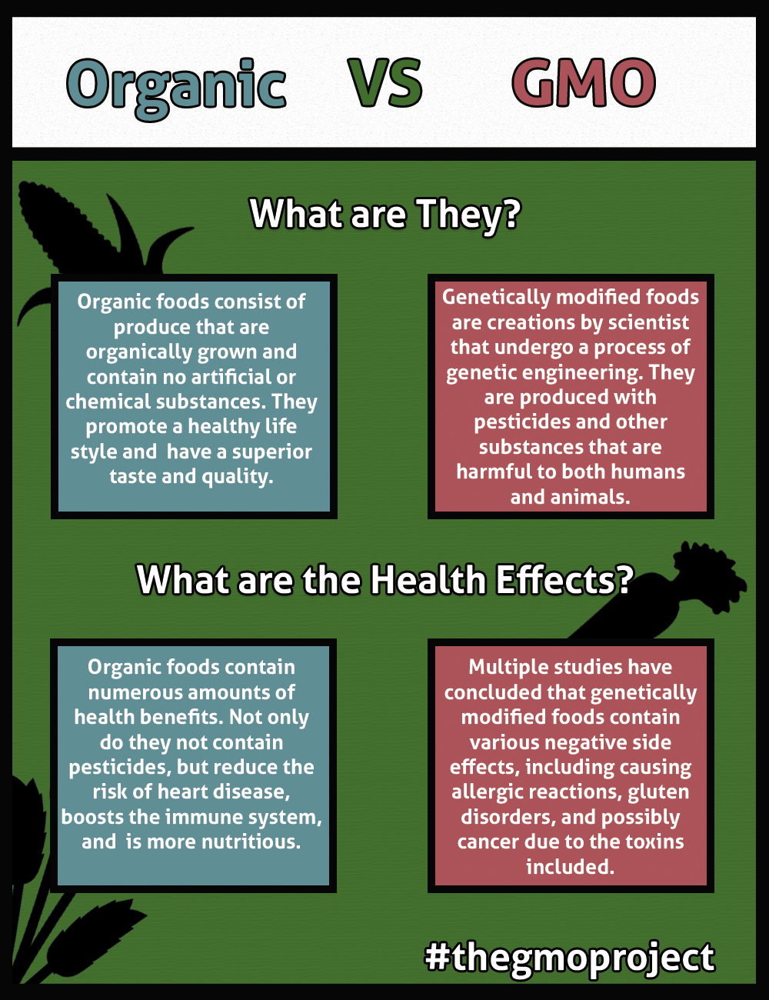 Organic VS GMO
What are They?
Organic foods consist of
produce that are
organically grown and
contain no artificial or
chemical substances. They
promote a healthy life
style and have a superior
taste and quality.
Genetically modified foods
are creations by scientist
that undergo a process of
genetic engineering. They
are produced with
pesticides and other
substances that are
harmful to both humans
and animals.
What are the Health Effects?
Organic foods contain
numerous amounts of
health benefits. Not only
do they not contain
pesticides, but reduce the
risk of heart disease,
boosts the immune system,
and is more nutritious.
Multiple studies have
concluded that genetically
modified foods contain
various negative side
effects, including causing
allergic reactions, gluten
disorders, and possibly
cancer due to the toxins
included.
#thegmoproject